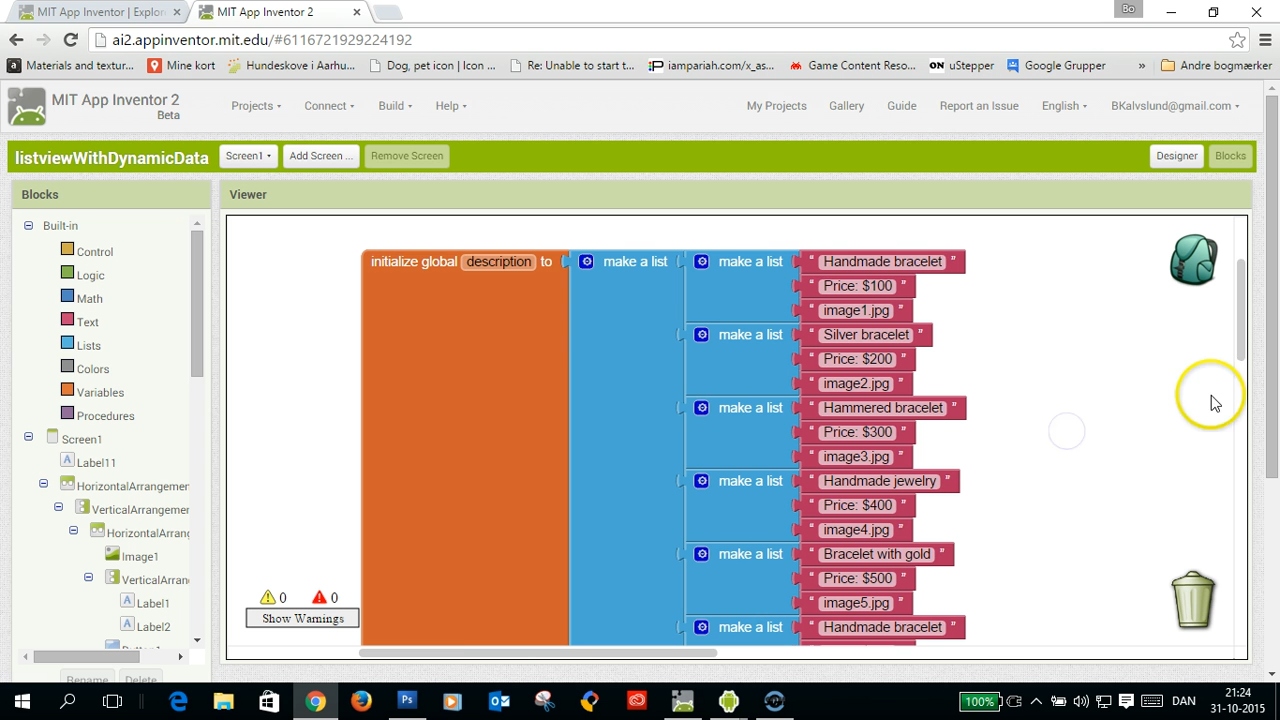 MIT App Inventor | Explor
MIT App Inventor 2
Bo
ai2.appinventor.mit.edu/#6116721929224192
Materials and textur...
Mine kort
Hundeskove i Aarhu...
Dog, pet icon | Icon ...
Re: Unable to start t...
iampariah.com/x_as...
Game Content Reso...
ON uStepper
Google Grupper
»
Andre bogmærker
MIT App Inventor 2
Beta
Projects
Connect
Build
Help
My Projects
Gallery
Guide
Report an Issue
English
BKalvslund@gmail.com
listviewWithDynamicData
Screen1
Add Screen ...
Remove Screen
Designer
Blocks
Blocks
Viewer
Built-in
Control
Logic
Math
Text
Lists
Colors
Variables
Procedures
Screen1
Label11
HorizontalArrangemen
VerticalArrangemen
HorizontalArrang
Image1
VerticalArran
Label1
Label2
Rename
Delete
initialize global description to
make a list
make a list
" Handmade bracelet "
" Price: $100 "
" image1.jpg "
make a list
" Silver bracelet "
" Price: $200 "
" image2.jpg "
make a list
" Hammered bracelet "
" Price: $300 "
" image3.jpg "
make a list
" Handmade jewelry "
" Price: $400 "
" image4.jpg "
make a list
" Bracelet with gold "
" Price: $500 "
" image5.jpg "
make a list
" Handmade bracelet "
0
0
Show Warnings
Ps
100%
DAN
21:24
31-10-2015